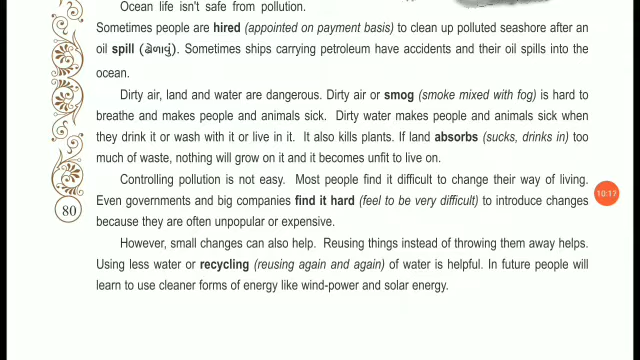 Ocean life isn't safe from pollution.
Sometimes people are hired (appointed on payment basis) to clean up polluted seashore after an
oil spill (ઢોળાવું). Sometimes ships carrying petroleum have accidents and their oil spills into the
ocean.
Dirty air, land and water are dangerous. Dirty air or smog (smoke mixed with fog) is hard to
breathe and makes people and animals sick. Dirty water makes people and animals sick when
they drink it or wash with it or live in it. It also kills plants. If land absorbs (sucks, drinks in) too
much of waste, nothing will grow on it and it becomes unfit to live on.
Controlling pollution is not easy. Most people find it difficult to change their way of living.
Even governments and big companies find it hard (feel to be very difficult) to introduce changes
10:17
80
because they are often unpopular or expensive.
However, small changes can also help. Reusing things instead of throwing them away helps.
Using less water or recycling (reusing again and again) of water is helpful. In future people will
learn to use cleaner forms of energy like wind-power and solar energy.